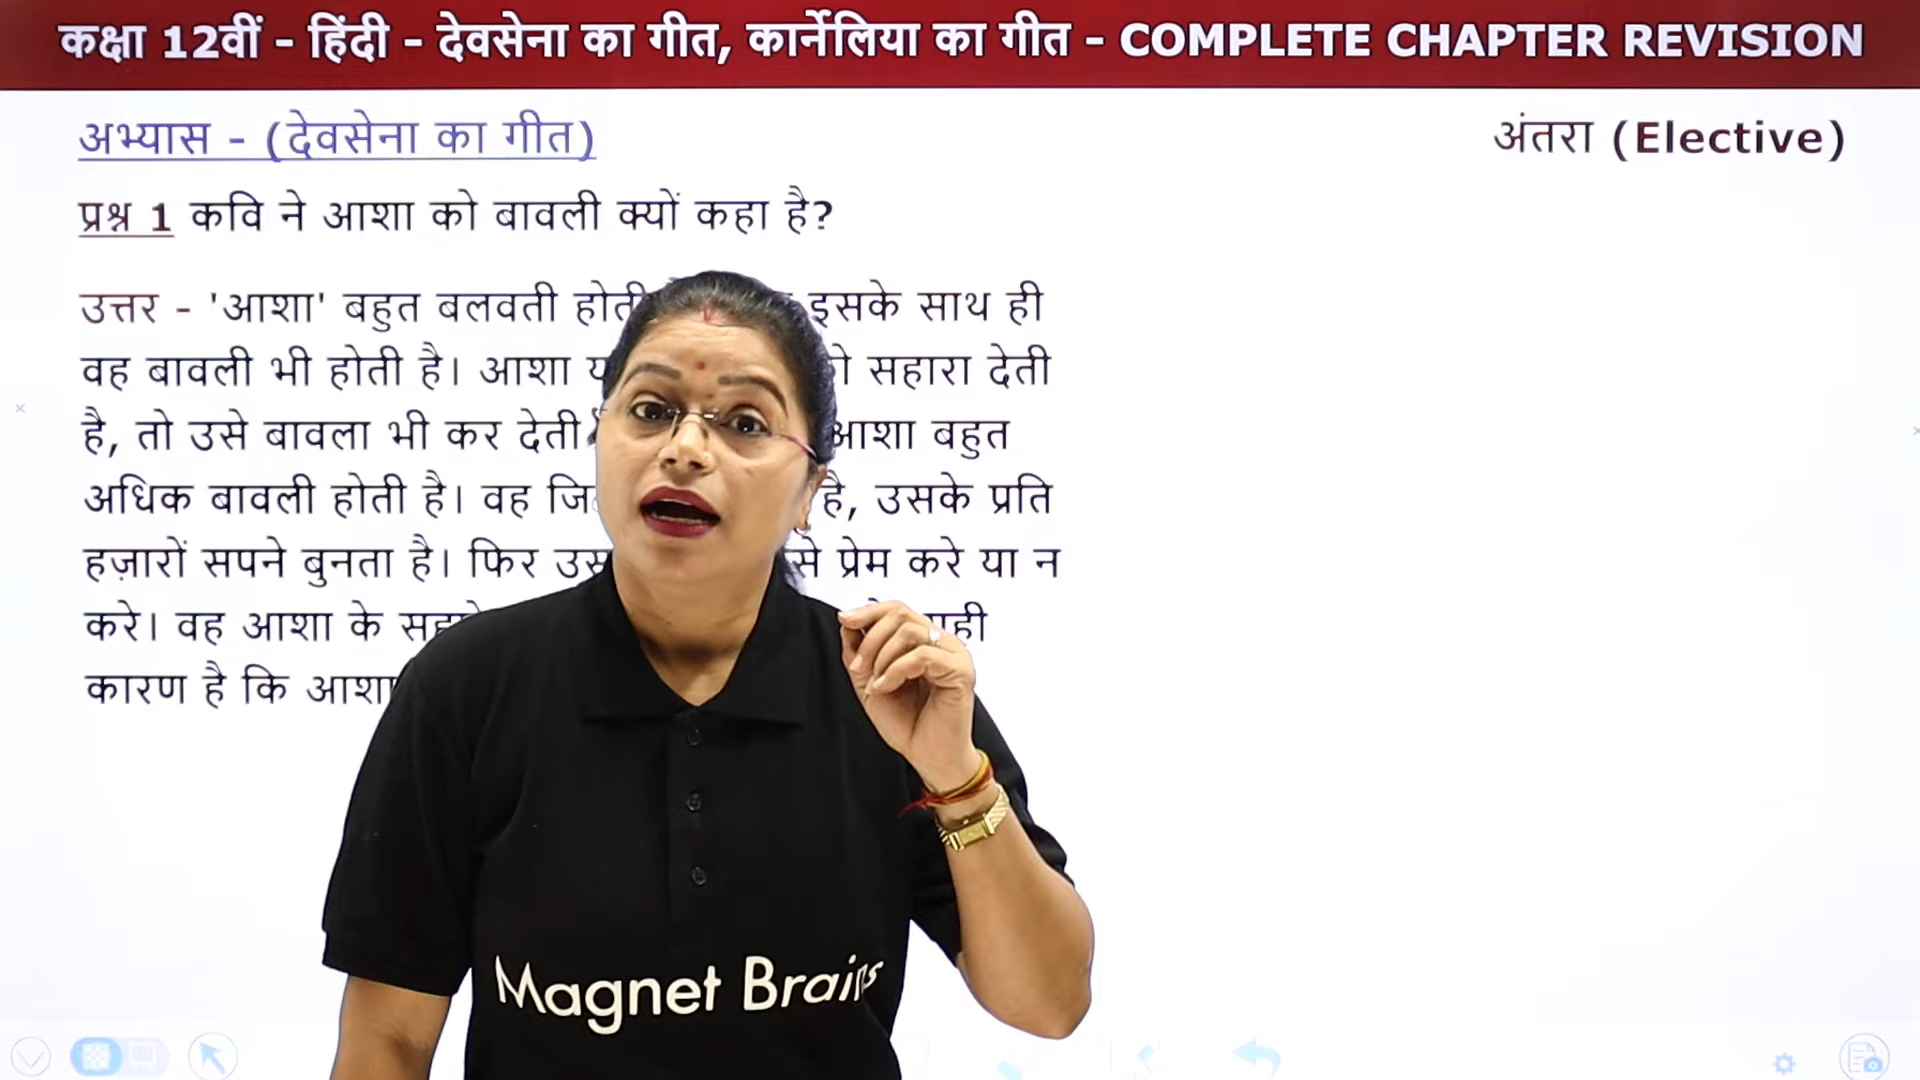 कक्षा 12वीं - हिंदी - देवसेना का गीत, कार्नेलिया का गीत - COMPLETE CHAPTER REVISION
अभ्यास - (देवसेना का गीत)
अंतरा (Elective)
प्रश्न 1 कवि ने आशा को बावली क्यों कहा है?
उत्तर - 'आशा' बहुत बलवती होती इसके साथ ही
वह बावली भी होती है। आशा सहारा देती
है, तो उसे बावला भी कर देती आशा बहुत
अधिक बावली होती है। वह है, उसके प्रति
हज़ारों सपने बुनता है। फिर से प्रेम करे या न
करे। वह आशा के
कारण है कि आशा
Magnet Brains